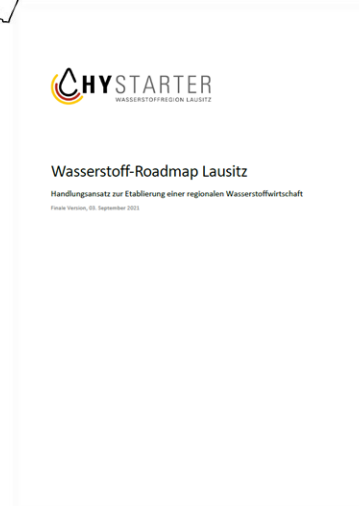 HYSTARTER
WASSERSTOFFREGION LAUSITZ
Wasserstoff-Roadmap Lausitz
Handlungsansatz zur Etablierung einer regionalen Wasserstoffwirtschaft
Finale Version, 03. September 2021